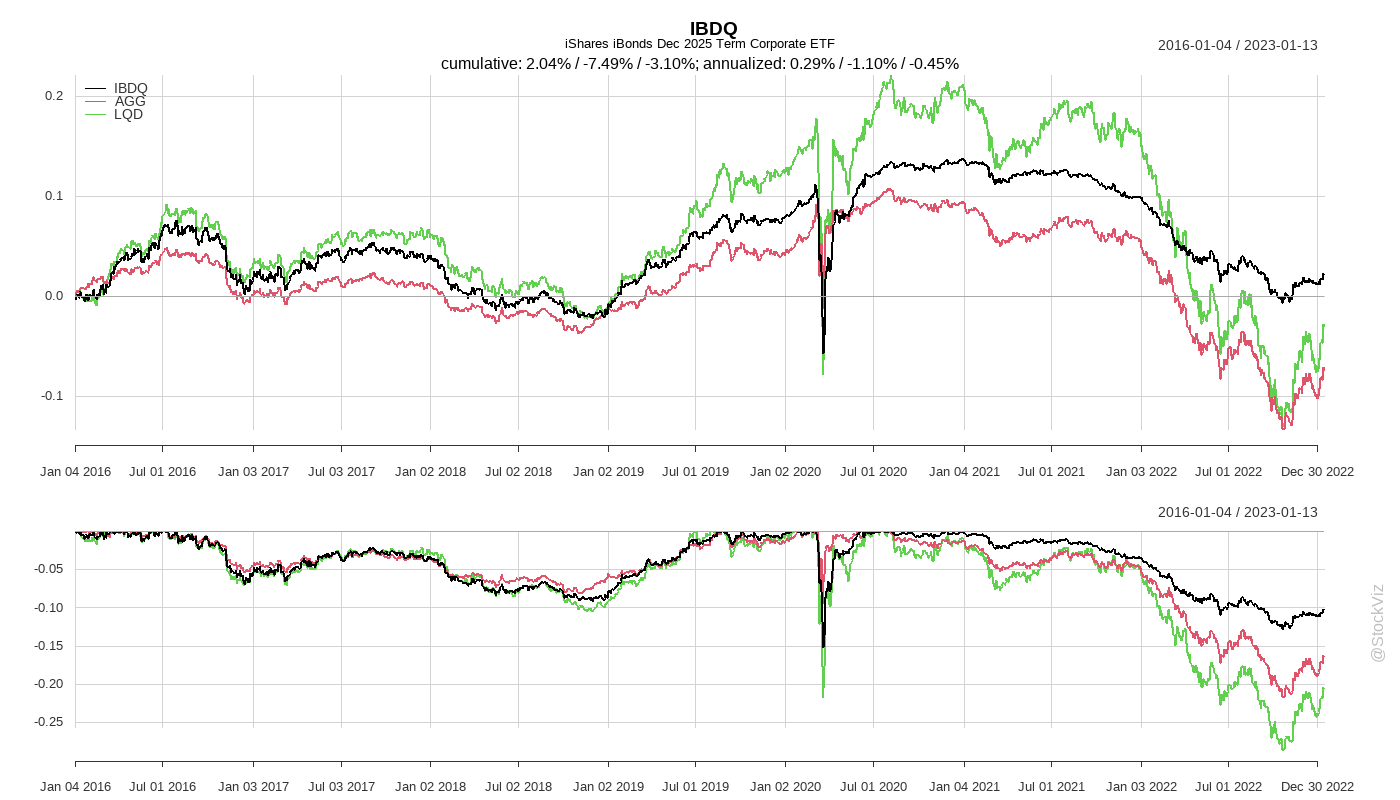 IBDQ
iShares iBonds Dec 2025 Term Corporate ETF
2016-01-04 / 2023-01-13
cumulative: 2.04% / -7.49% / -3.10%; annualized: 0.29% / -1.10% / -0.45%
IBDQ
AGG
LQD
0.2
0.1
0.0
-0.1
Jan 04 2016 Jul 01 2016 Jan 03 2017 Jul 03 2017 Jan 02 2018 Jul 02 2018 Jan 02 2019 Jul 01 2019 Jan 02 2020 Jul 01 2020 Jan 04 2021 Jul 01 2021 Jan 03 2022 Jul 01 2022 Dec 30 2022
2016-01-04 / 2023-01-13
-0.05
-0.10
-0.15
-0.20
-0.25
Jan 04 2016 Jul 01 2016 Jan 03 2017 Jul 03 2017 Jan 02 2018 Jul 02 2018 Jan 02 2019 Jul 01 2019 Jan 02 2020 Jul 01 2020 Jan 04 2021 Jul 01 2021 Jan 03 2022 Jul 01 2022 Dec 30 2022
@StockViz